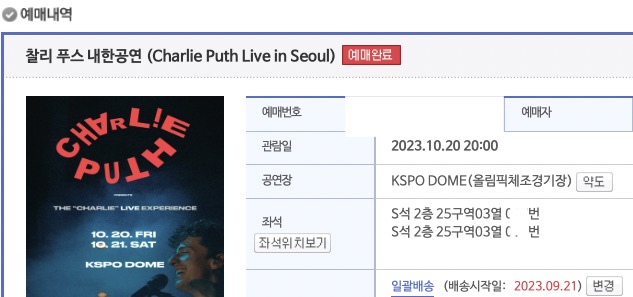 예매내역
찰리 푸스 내한공연 (Charlie Puth Live in Seoul) 예매완료
CHARLIE
PUTH
PRESENTS
THE "CHARLIE" LIVE EXPERIENCE
10. 20. FRI
10. 21. SAT
KSPO DOME
예매번호
예매자
관람일 2023.10.20 20:00
공연장 KSPO DOME(올림픽체조경기장) 약도
좌석
좌석위치보기
S석 2층 25구역03열 번
S석 2층 25구역03열 번
일괄배송 (배송시작일: 2023.09.21) 변경